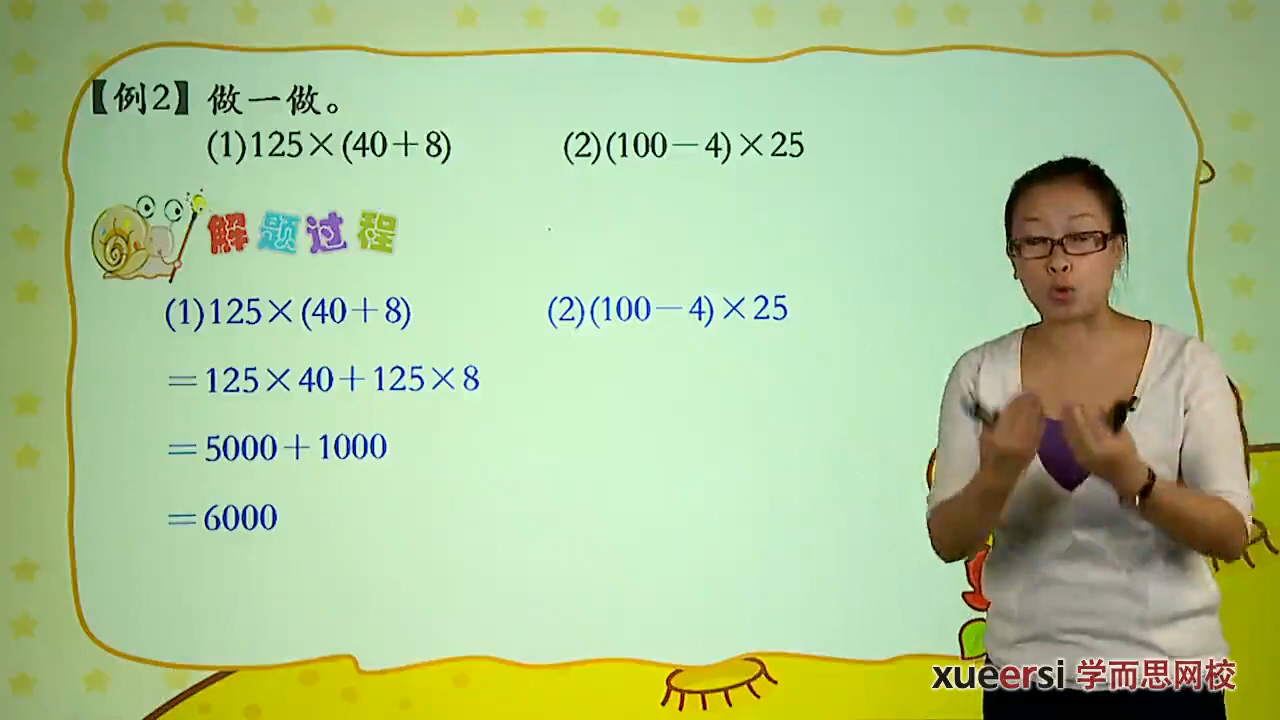 【例2】做一做。
(1)125×(40+8) (2)(100-4)×25
解题过程
(1)125×(40+8) (2)(100-4)×25
=125×40+125×8
=5000+1000
=6000
xueersi 学而思网校